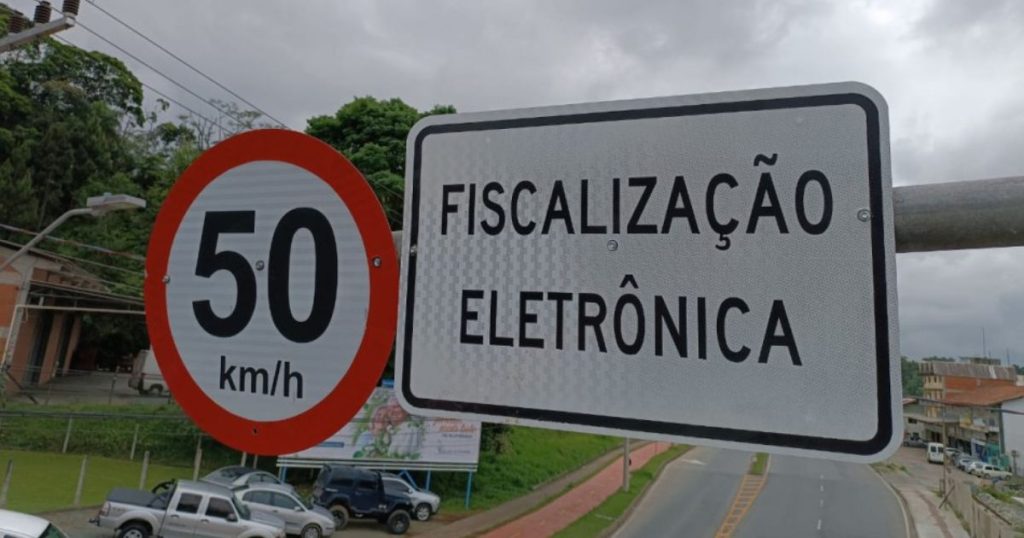 50
km/h
FISCALIZAÇÃO
ELETRÔNICA